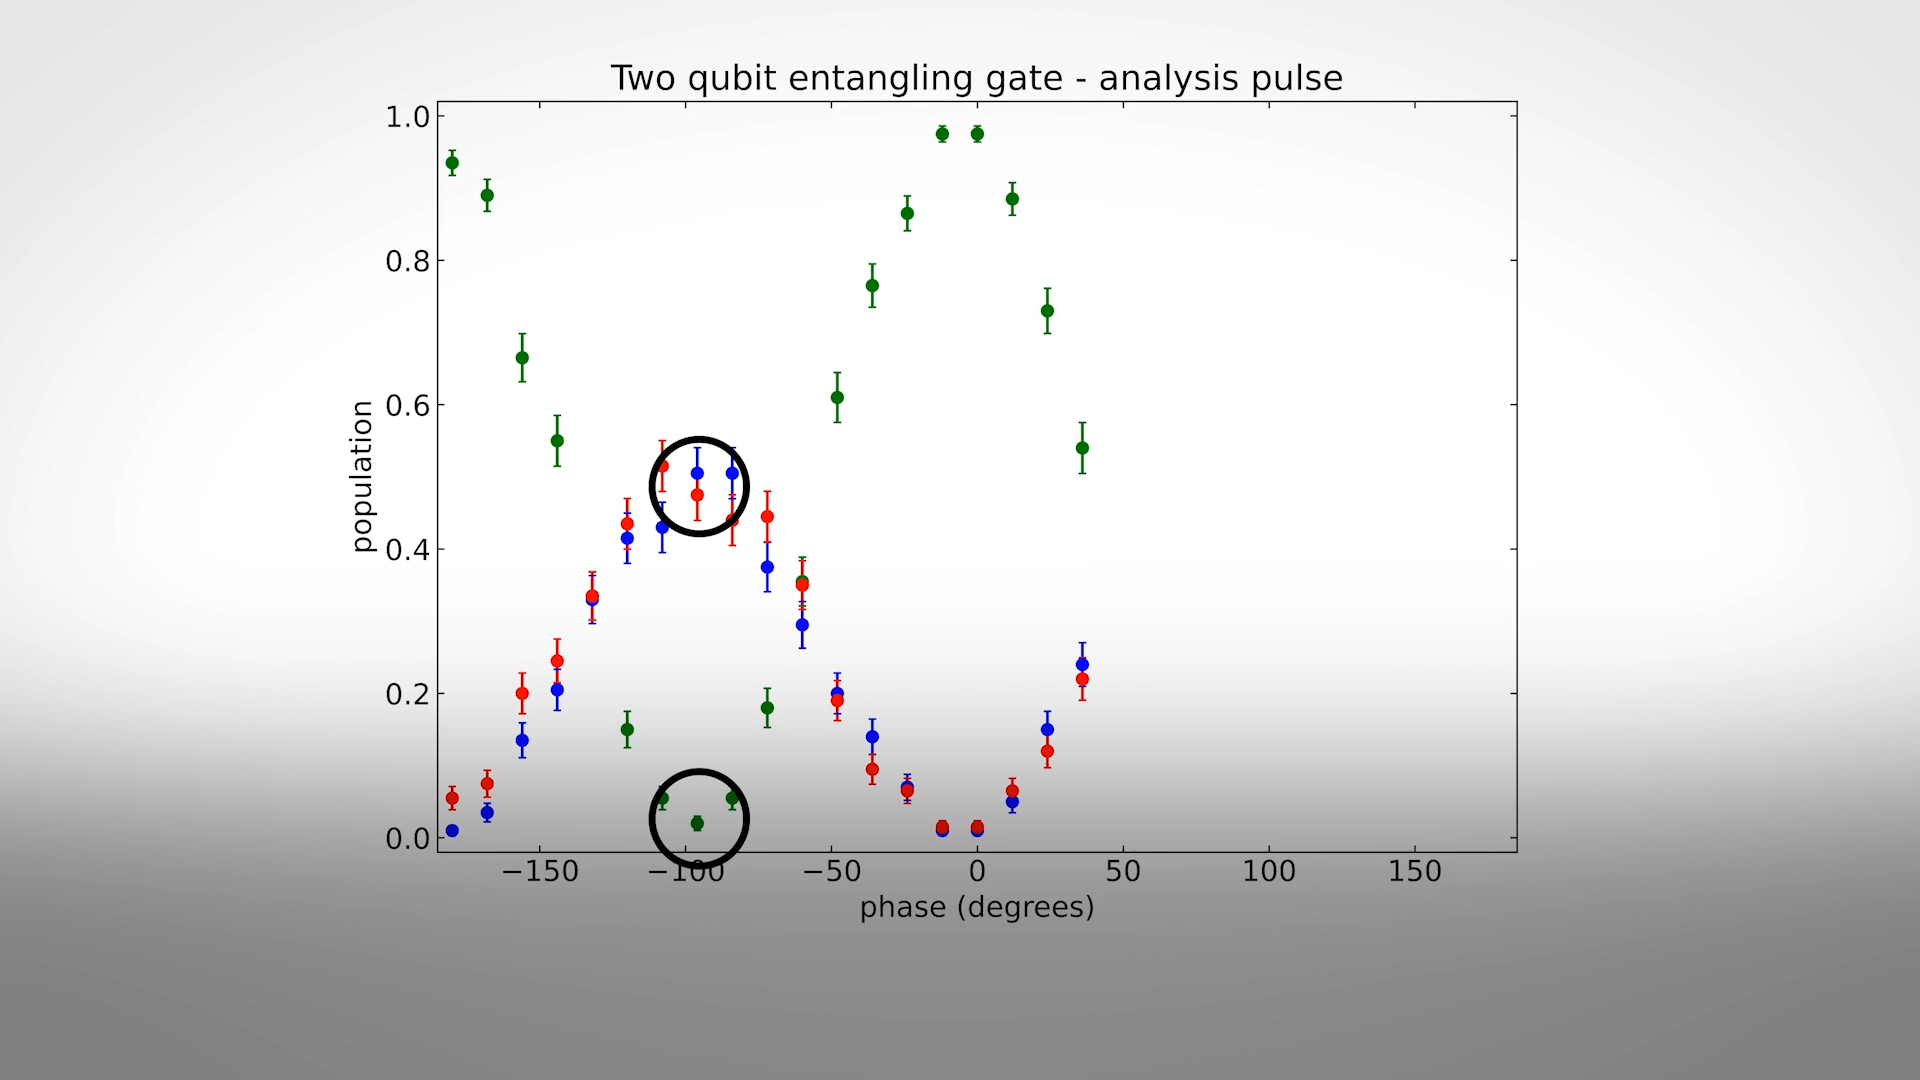 Two qubit entangling gate - analysis pulse
1.0
0.8
0.6
0.4
0.2
0.0
population
−150 −100 −50 0 50 100 150
phase (degrees)